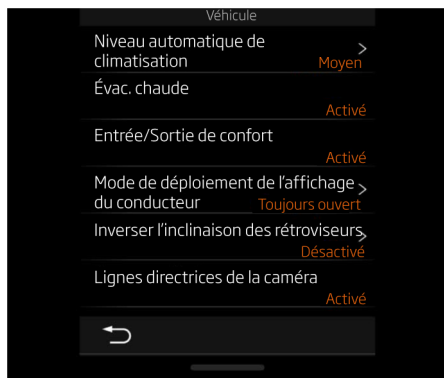 Véhicule
Niveau automatique de
climatisation
Moyen
Évac. chaude
Activé
Entrée/Sortie de confort
Activé
Mode de déploiement de l'affichage
du conducteur
Toujours ouvert
Inverser l'inclinaison des rétroviseurs
Désactivé
Lignes directrices de la caméra
Activé